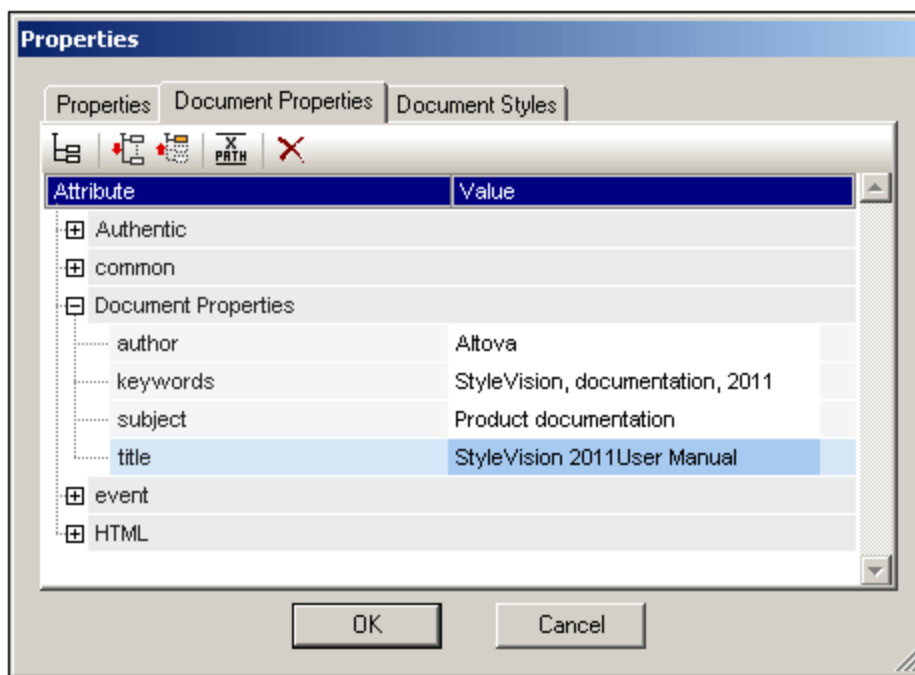 Properties
Properties Document Properties Document Styles
X PATH
Attribute Value
Authentic
common
Document Properties
author Altova
keywords StyleVision, documentation, 2011
subject Product documentation
title StyleVision 2011User Manual
event
HTML
OK Cancel